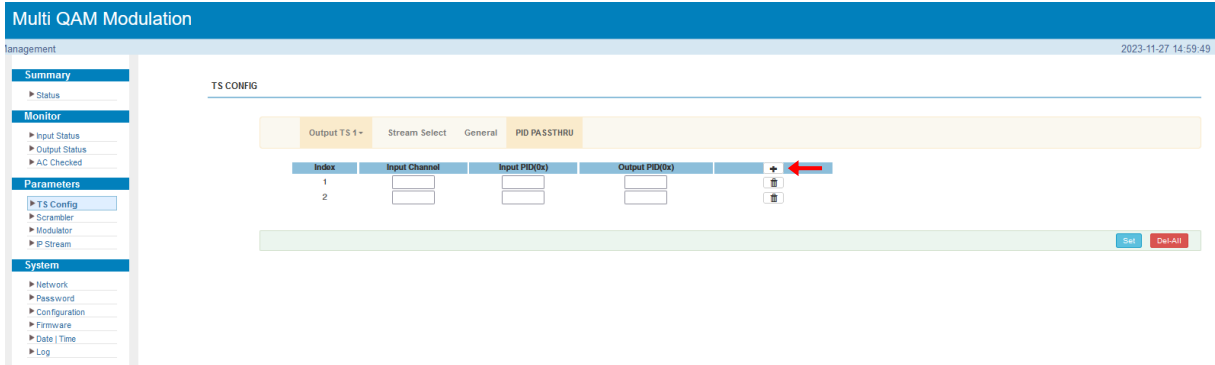 Multi QAM Modulation
Management 2023-11-27 14:59:49
Summary
Status
Monitor
Input Status
Output Status
AC Checked
Parameters
TS Config
Scrambler
Modulator
IP Stream
System
Network
Password
Configuration
Firmware
Date | Time
Log
TS CONFIG
Output TS 1 Stream Select General PID PASSTHRU
Index Input Channel Input PID(0x) Output PID(0x) +
1
2
Set Del-All